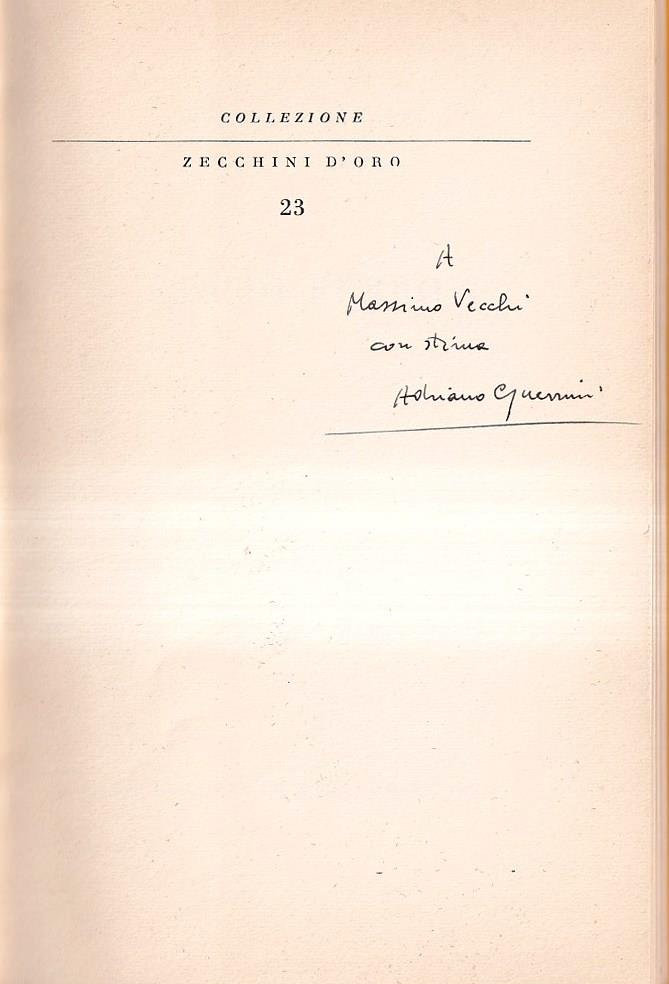 COLLEZIONE
ZECCHINI D'ORO
23
A
Massimo Vecchi
con stima
Adriano Guerrini